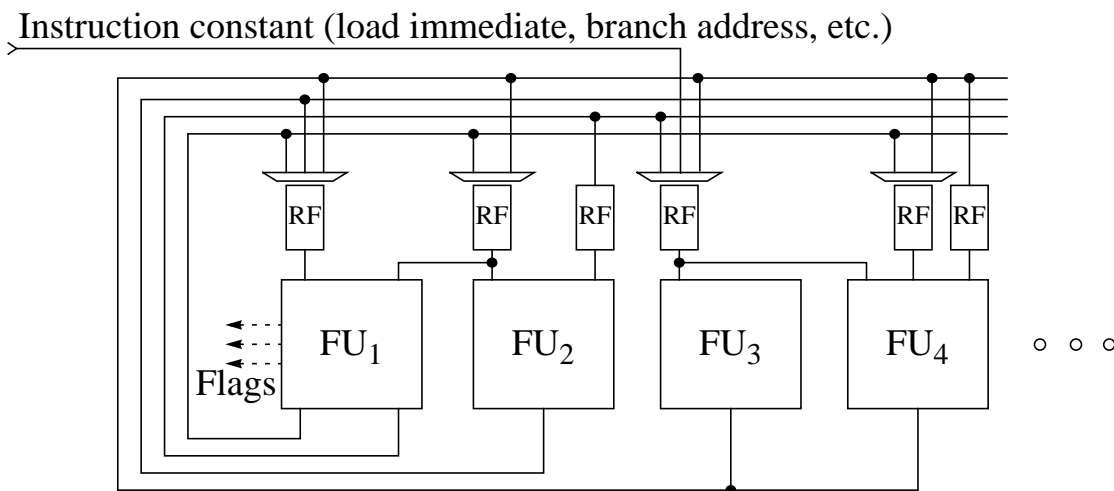 Instruction constant (load immediate, branch address, etc.)
RF RF RF RF RF RF
FU1 FU2 FU3 FU4
Flags